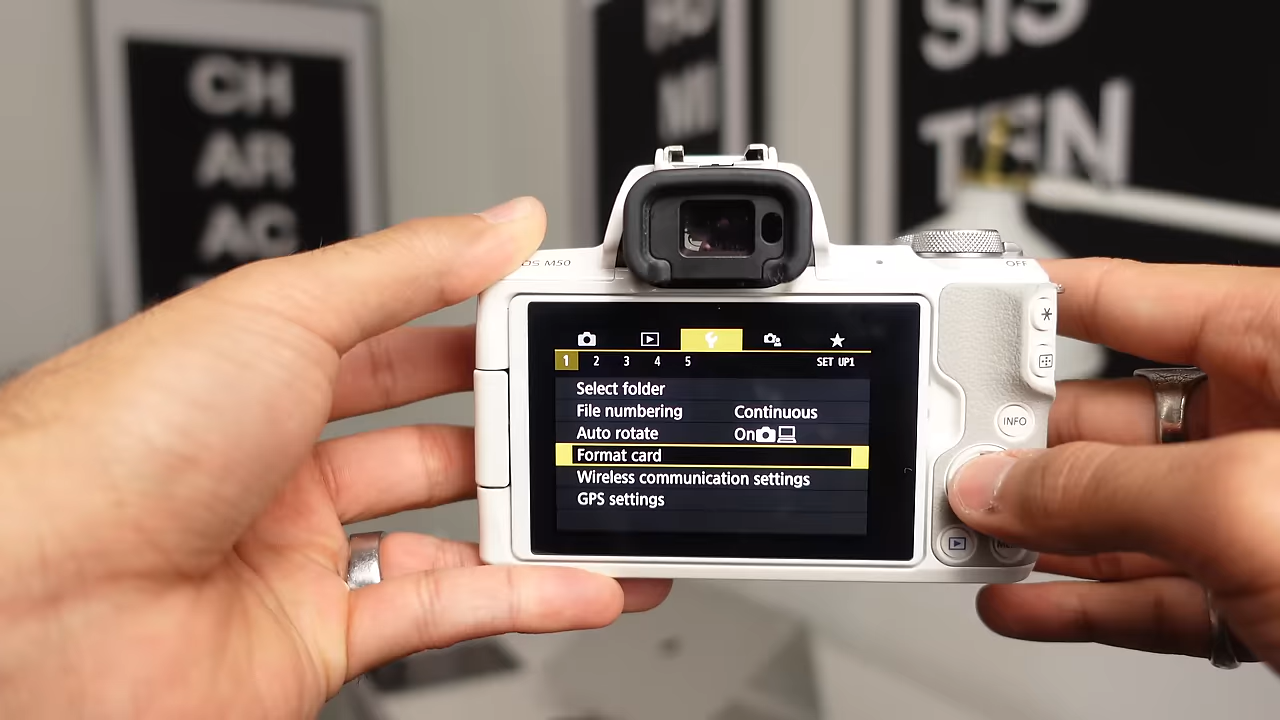 CH
AR
AC
SIS
TEN
OS M50
OFF
INFO
1 2 3 4 5 SET UP1
Select folder
File numbering Continuous
Auto rotate On
Format card
Wireless communication settings
GPS settings